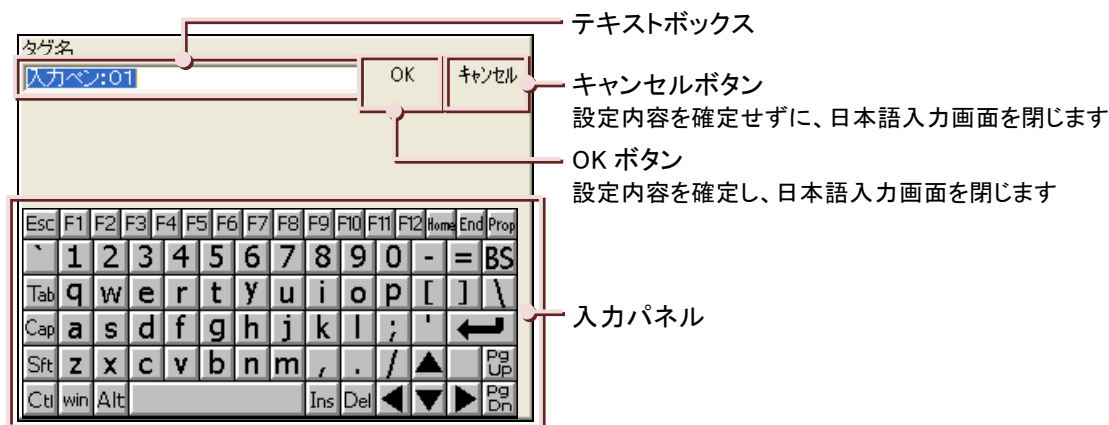 テキストボックス
タグ名
入力ペン:01
OK
キャンセル
キャンセルボタン
設定内容を確定せずに、日本語入力画面を閉じます
OK ボタン
設定内容を確定し、日本語入力画面を閉じます
Esc F1 F2 F3 F4 F5 F6 F7 F8 F9 F10 F11 F12 Home End Prop
` 1 2 3 4 5 6 7 8 9 0 - = BS
Tab q w e r t y u i o p [ ] \
Cap a s d f g h j k l ; '
入力パネル
Sft z x c v b n m , . / Pg UP
Ctl win Alt Ins Del Pg Dn